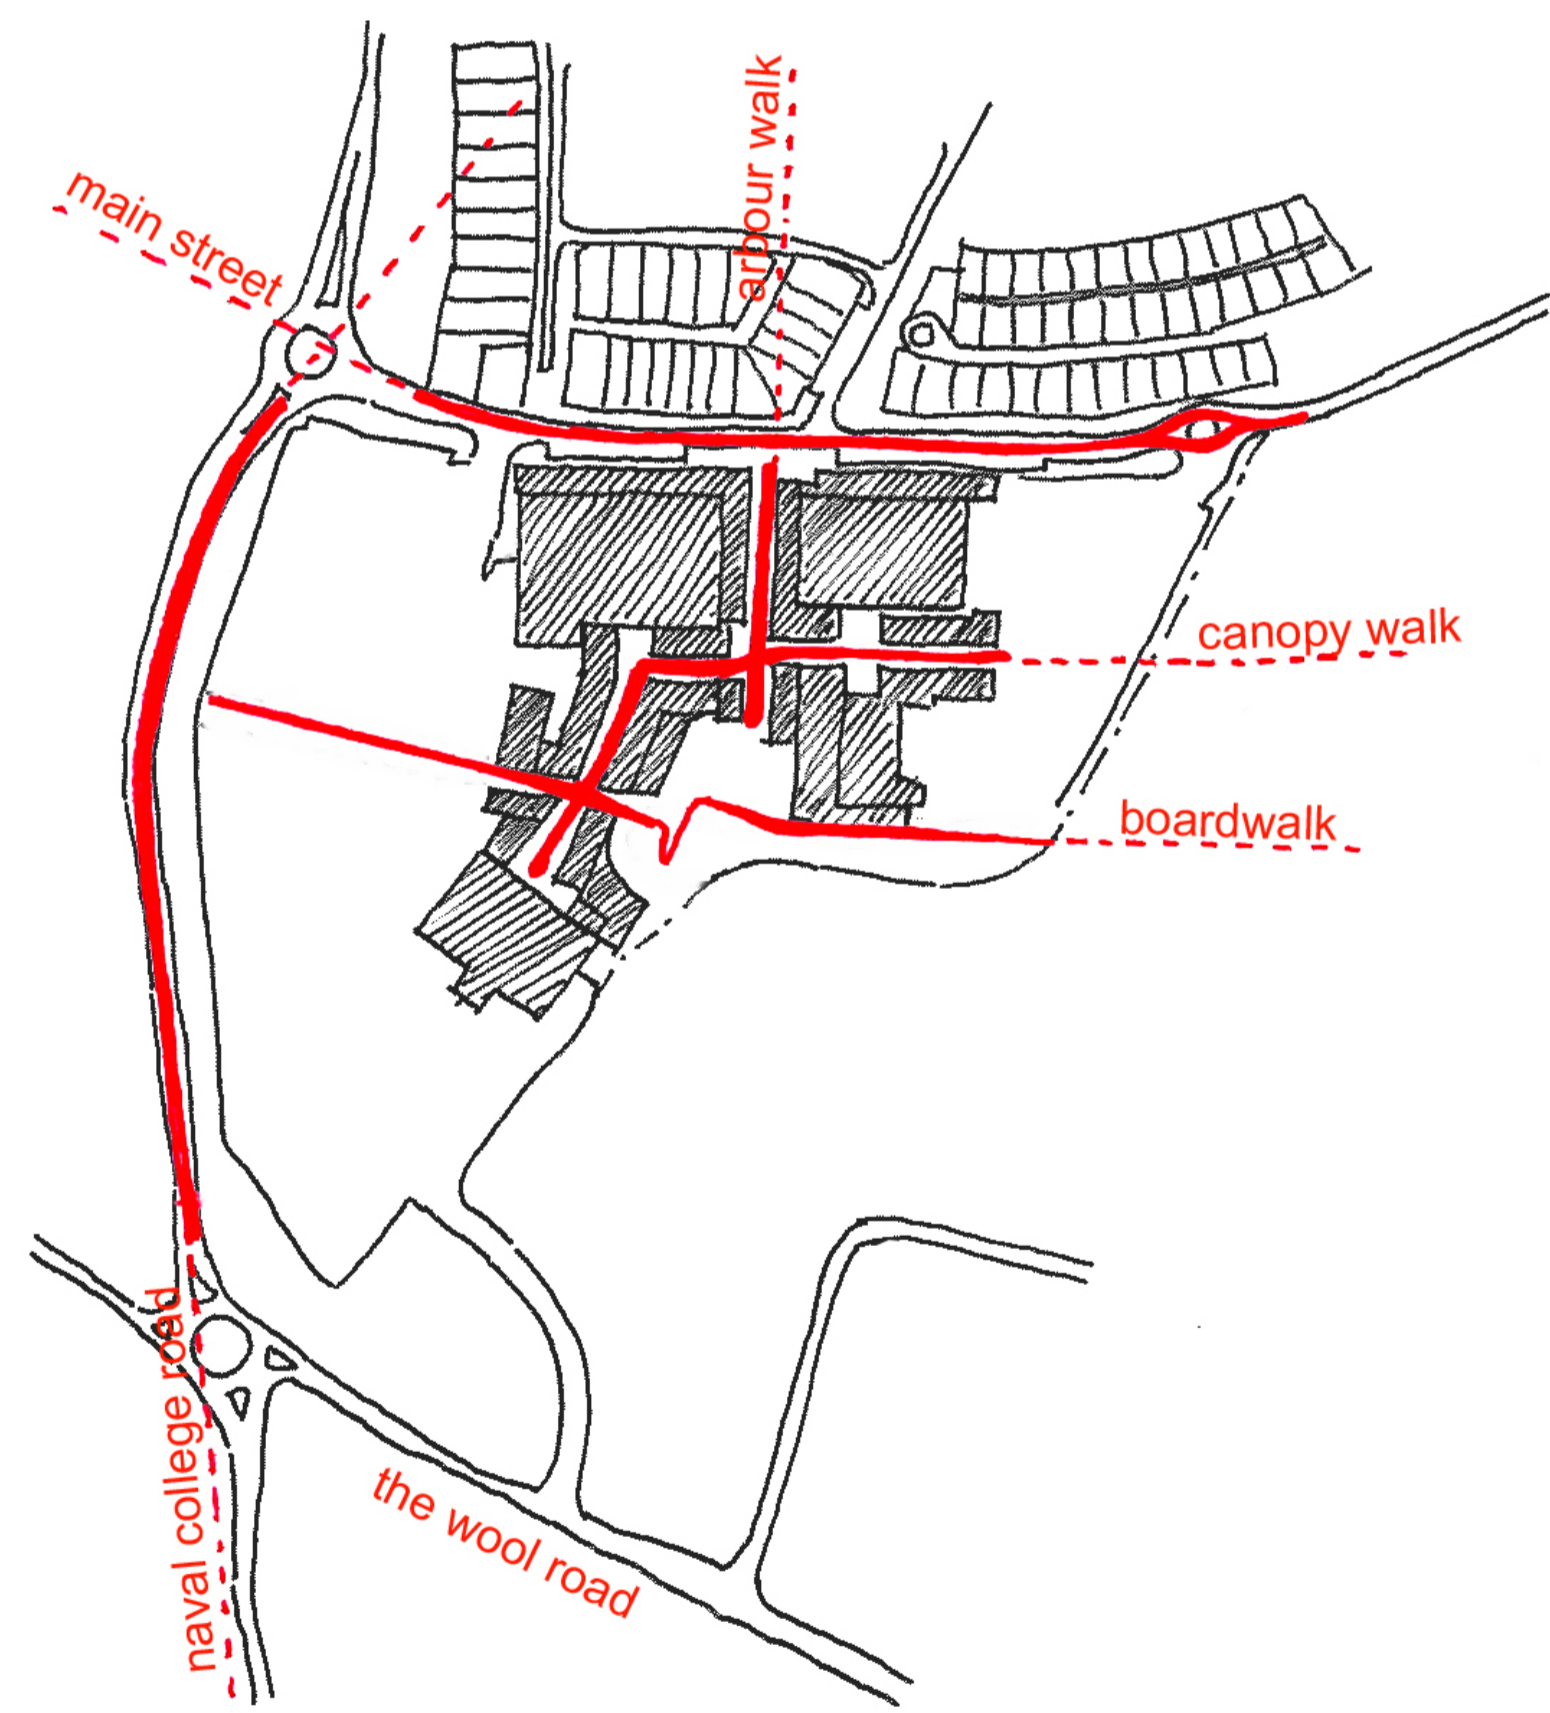 main street
arbour walk
canopy walk
boardwalk
naval college road
the wool road